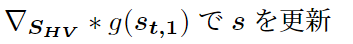 ∇_{S_{HV}} * g(s_{t,1}) で s を更新